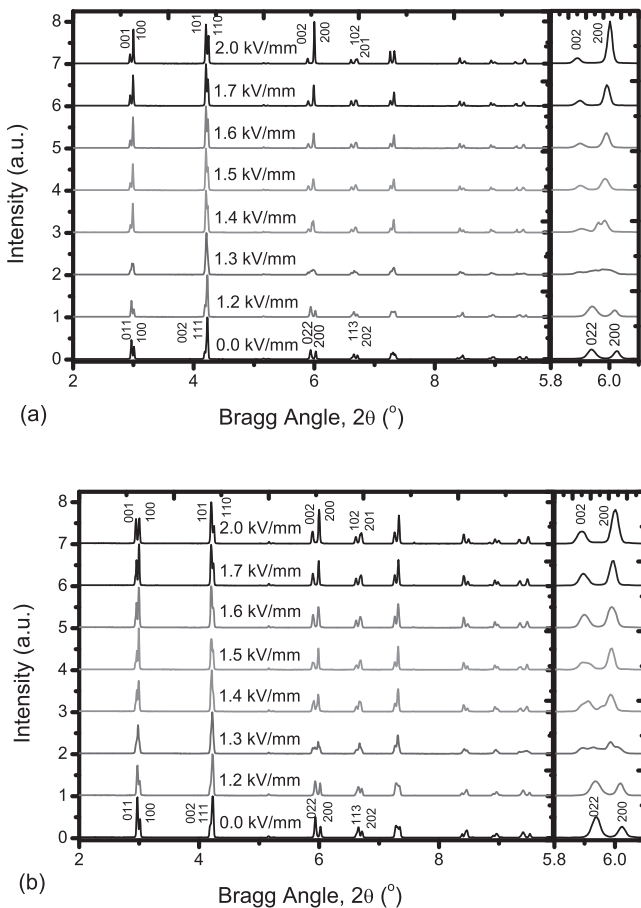 001
100
101
110
002
200
102
201
002
200
8
7
6
5
4
3
2
1
0
2.0 kV/mm
1.7 kV/mm
1.6 kV/mm
1.5 kV/mm
1.4 kV/mm
1.3 kV/mm
1.2 kV/mm
0.0 kV/mm
011
100
002
111
022
200
113
202
022
200
Intensity (a.u.)
2 4 6 8 5.8 6.0
(a) Bragg Angle, 2θ (°)
001
100
101
110
002
200
102
201
002
200
8
7
6
5
4
3
2
1
0
2.0 kV/mm
1.7 kV/mm
1.6 kV/mm
1.5 kV/mm
1.4 kV/mm
1.3 kV/mm
1.2 kV/mm
0.0 kV/mm
011
100
002
111
022
200
113
202
022
200
Intensity (a.u.)
2 4 6 8 5.8 6.0
(b) Bragg Angle, 2θ (°)